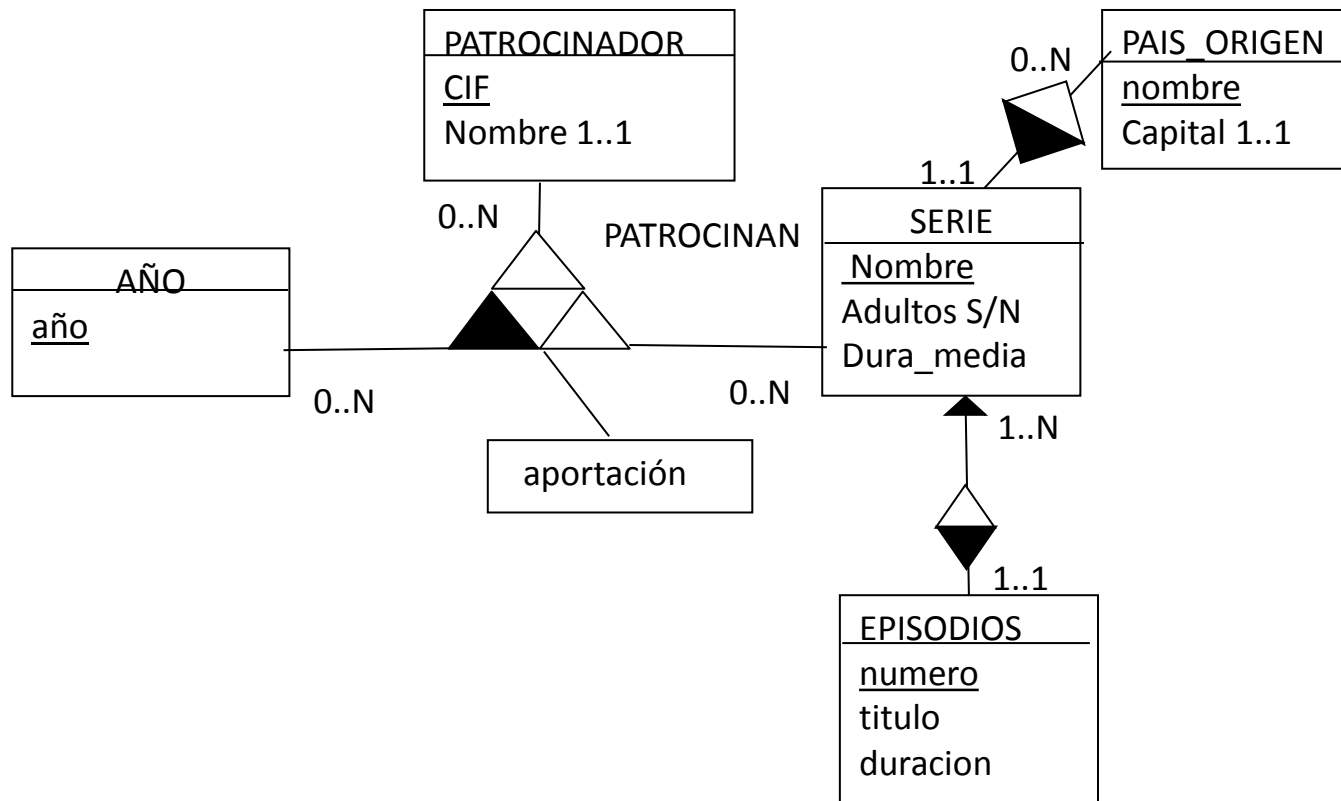 PATROCINADOR
CIF
Nombre 1..1
0..N
PAIS_ORIGEN
nombre
Capital 1..1
0..N
1..1
PATROCINAN
SERIE
Nombre
Adultos S/N
Dura_media
AÑO
año
0..N
0..N
aportación
1..N
1..1
EPISODIOS
numero
titulo
duracion